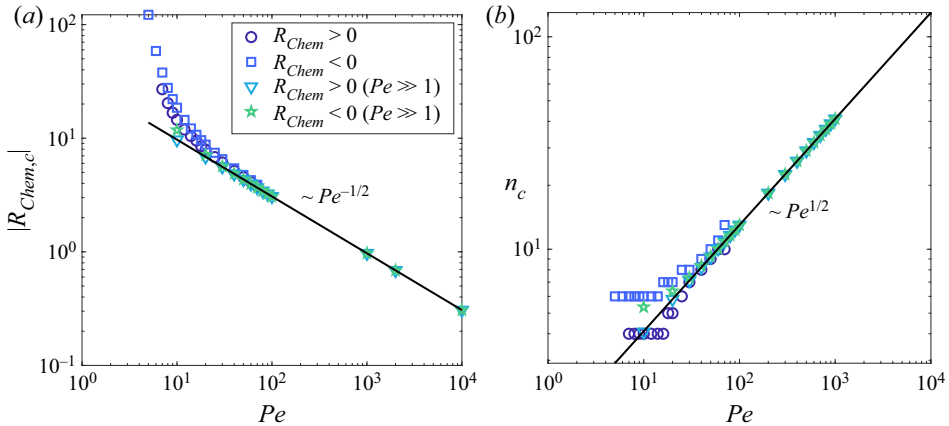 (a)
10^2
10^1
10^0
10^{-1}
|R_{Chem,c}|
R_{Chem} > 0
R_{Chem} < 0
R_{Chem} > 0 (Pe ≫ 1)
R_{Chem} < 0 (Pe ≫ 1)
~ Pe^{-1/2}
10^0 10^1 10^2 10^3 10^4
Pe
(b)
10^2
n_c
10^1
~ Pe^{1/2}
10^0 10^1 10^2 10^3 10^4
Pe